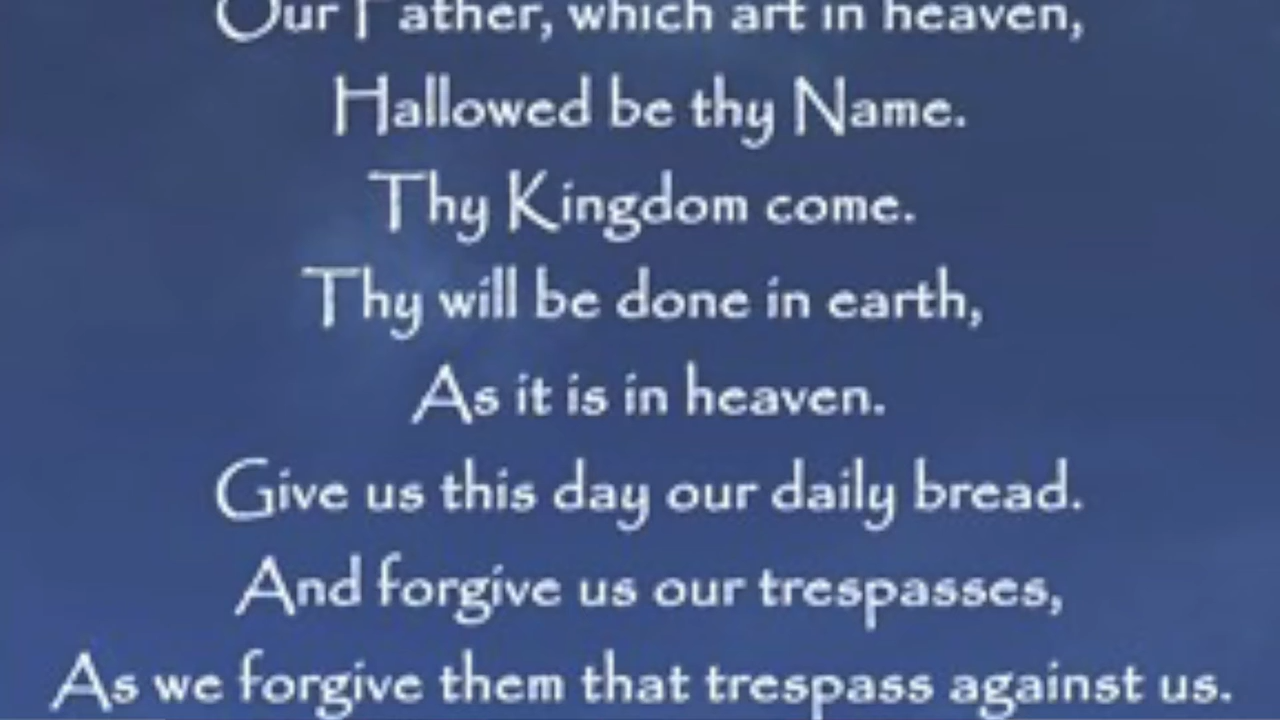 Our Father, which art in heaven,
Hallowed be thy Name.
Thy Kingdom come.
Thy will be done in earth,
As it is in heaven.
Give us this day our daily bread.
And forgive us our trespasses,
As we forgive them that trespass against us.